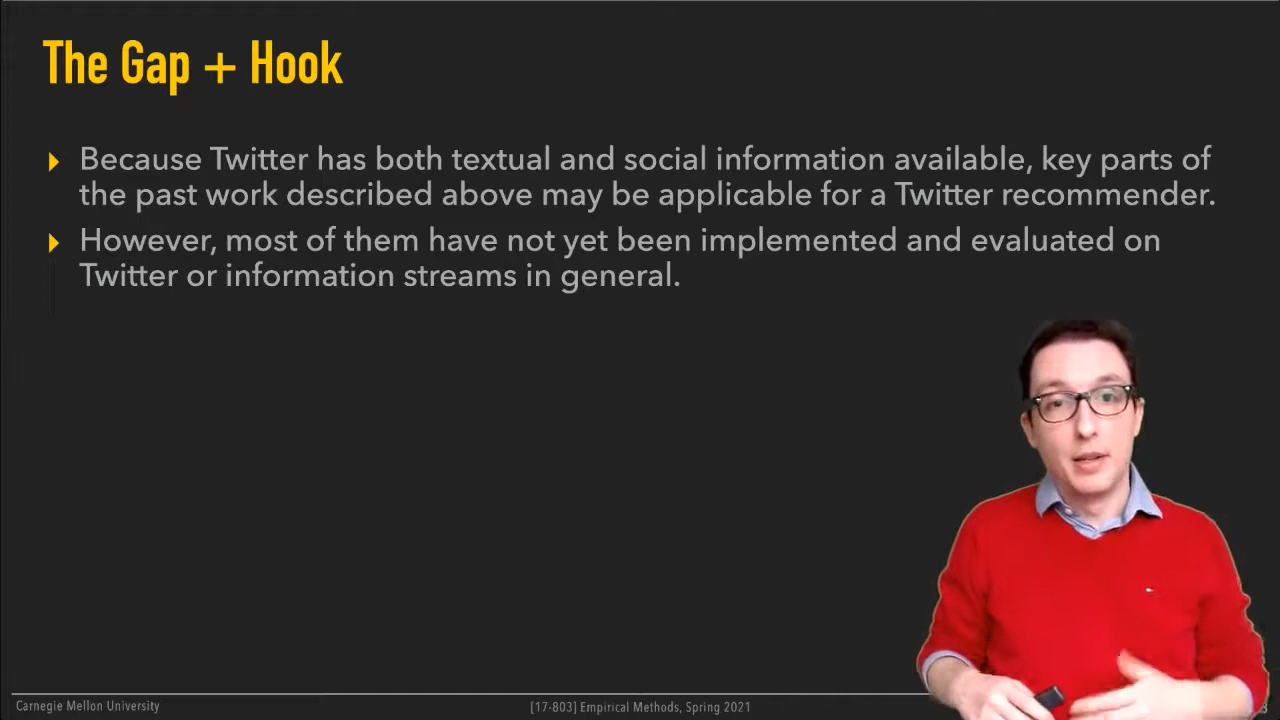 The Gap + Hook
Because Twitter has both textual and social information available, key parts of
the past work described above may be applicable for a Twitter recommender.
However, most of them have not yet been implemented and evaluated on
Twitter or information streams in general.
Carnegie Mellon University
[17-803] Empirical Methods, Spring 2021